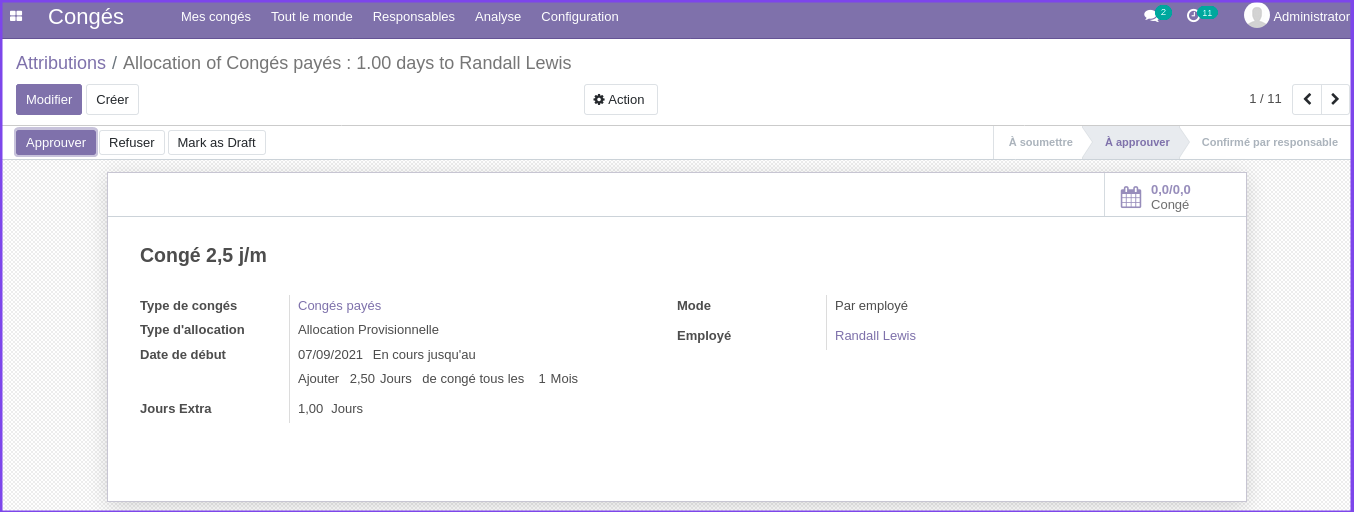 Congés Mes congés Tout le monde Responsables Analyse Configuration 2 11 Administrator
Attributions / Allocation of Congés payés : 1.00 days to Randall Lewis
Modifier Créer Action 1 / 11
Approuver Refuser Mark as Draft À soumettre À approuver Confirmé par responsable
0,0/0,0
Congé
Congé 2,5 j/m
Type de congés Congés payés Mode Par employé
Type d'allocation Allocation Provisionnelle Employé Randall Lewis
Date de début 07/09/2021 En cours jusqu'au
Ajouter 2,50 Jours de congé tous les 1 Mois
Jours Extra 1,00 Jours